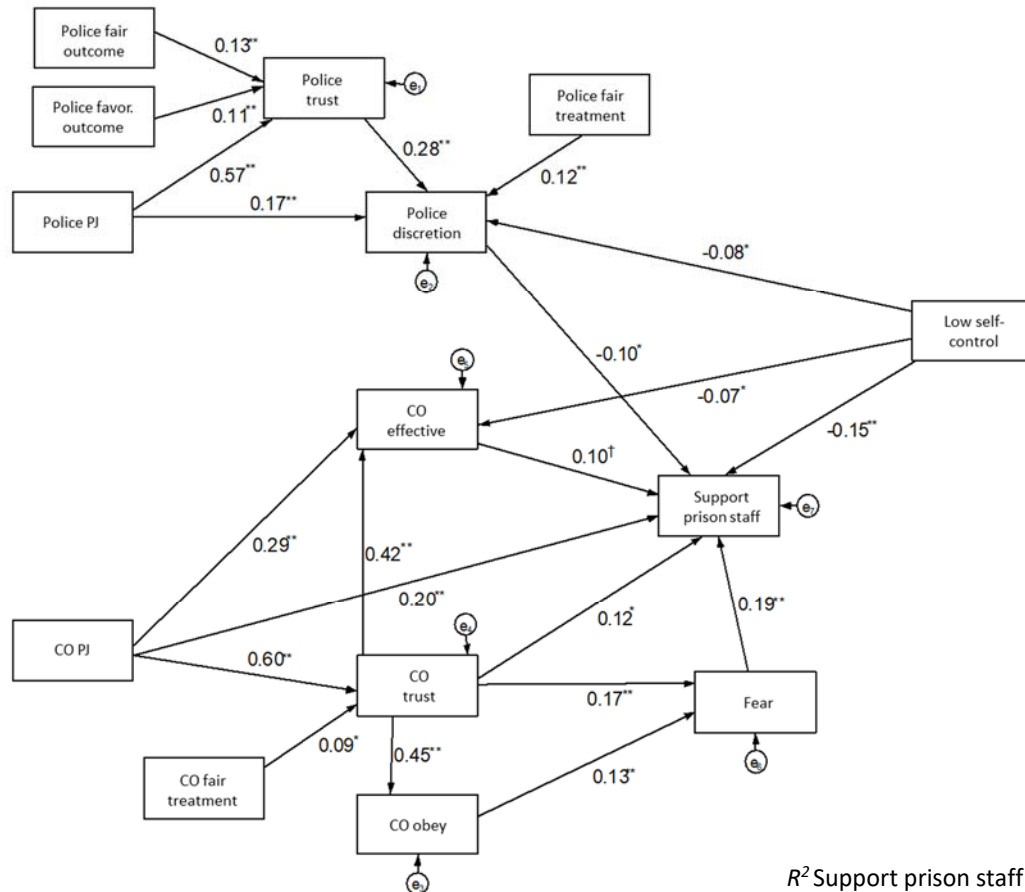 Police fair
outcome
0.13**
Police
trust
e₁
Police favor.
outcome
0.11**
Police fair
treatment
0.57**
0.28**
0.12**
Police PJ
0.17**
Police
discretion
e₂
-0.08*
Low self-
control
-0.10*
e₅
CO
effective
-0.07*
-0.15**
0.10†
Support
prison staff
e₇
0.29**
0.42**
0.20**
0.12*
0.19**
CO PJ
e₄
0.60**
CO
trust
0.17**
Fear
0.09*
0.45**
e₆
CO fair
treatment
0.13*
CO obey
e₃
R² Support prison staff